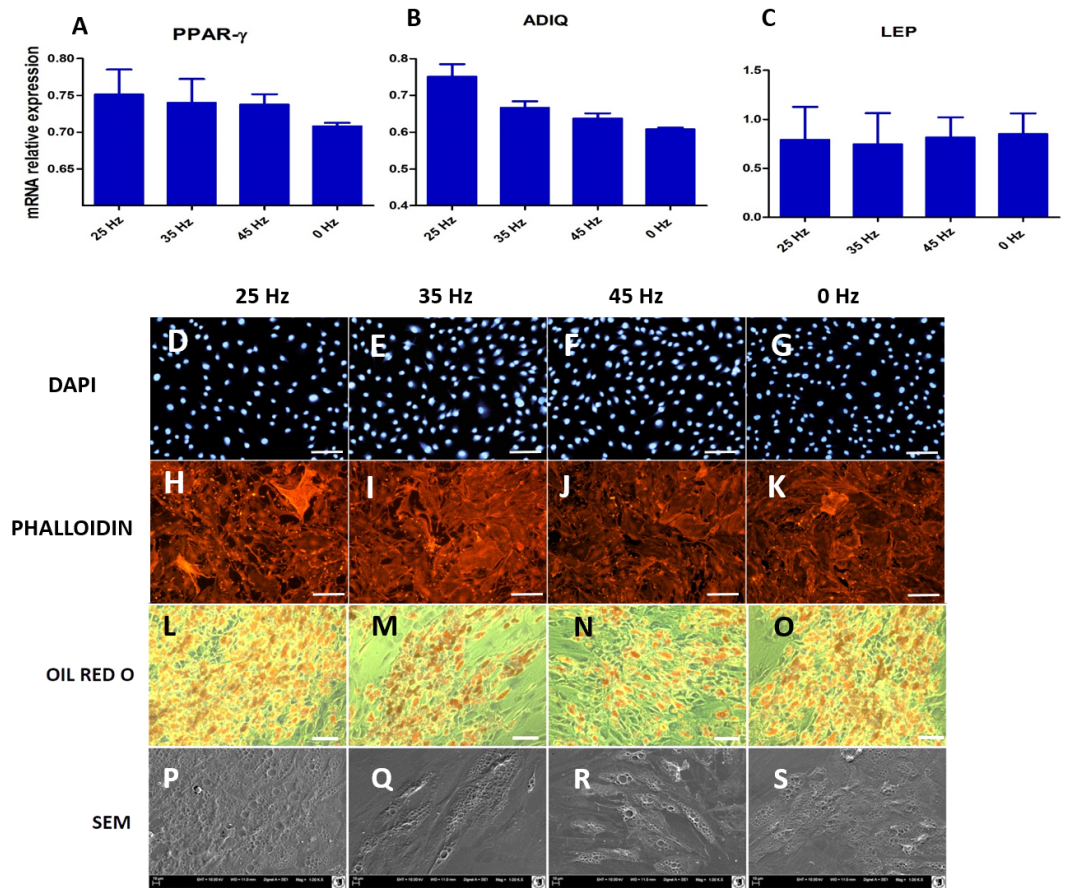 A
PPAR-γ
mRNA relative expression
0.80
0.75
0.70
0.65
25 Hz
35 Hz
45 Hz
0 Hz
B
ADIQ
0.8
0.7
0.6
0.5
0.4
25 Hz
35 Hz
45 Hz
0 Hz
C
LEP
1.5
1.0
0.5
0.0
25 Hz
35 Hz
45 Hz
0 Hz
25 Hz 35 Hz 45 Hz 0 Hz
DAPI
D E F G
PHALLOIDIN
H I J K
OIL RED O
L M N O
SEM
P Q R S